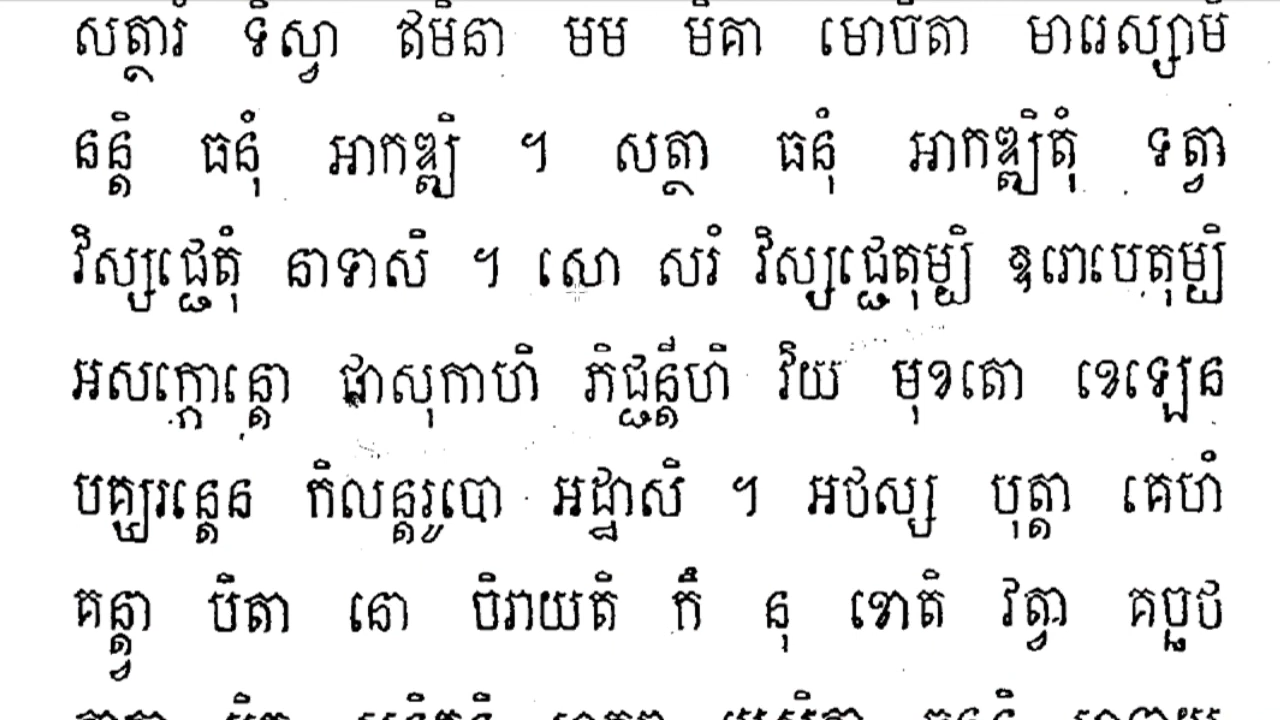 សត្ថារំ ទិស្វា ឥមិនា មម មិគា មោចិតា មារេស្សាមិ
នន្តិ ធនុំ អាកឌ្ឍិ ។ សត្ថា ធនុំ អាកឌ្ឍិតុំ ទត្វា
វិស្សជ្ជេតុំ នាទាសិ ។ សោ សរំ វិស្សជ្ជេតុម្បិ ឱរោបេតុម្បិ
អសក្កោន្តោ ផាសុកាហិ ភិជ្ជន្តីហិ វិយ មុខតោ ខេឡេន
បគ្ឃរន្តេន កិលន្តរូបោ អដ្ឋាសិ ។ អថស្ស បុត្តា គេហំ
គន្ត្វា បិតា នោ ចិរាយតិ កឹ នុ ខោតិ វត្វា គច្ឆថ